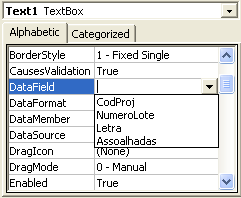 Text1 TextBox
Alphabetic Categorized
BorderStyle 1 - Fixed Single
CausesValidation True
DataField
DataFormat CodProj
DataMember NumeroLote
DataSource Letra
Assoalhadas
DragIcon (None)
DragMode 0 - Manual
Enabled True